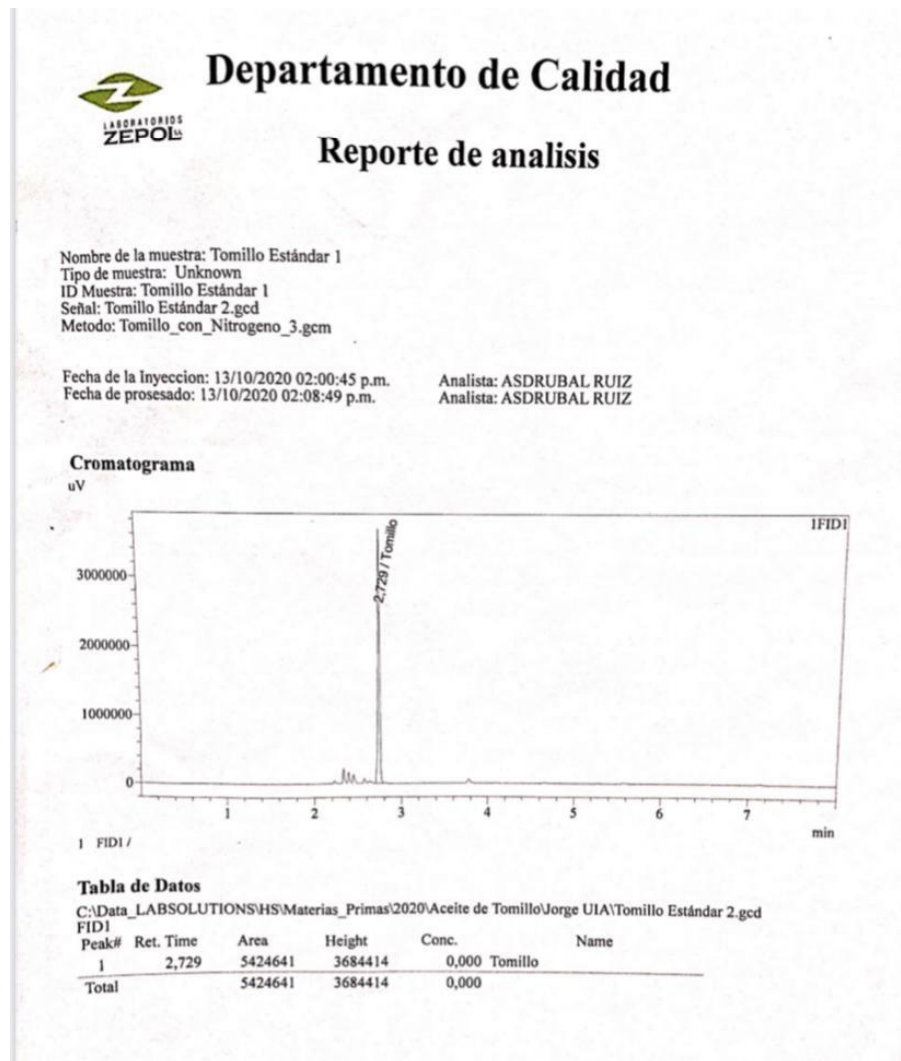 Departamento de Calidad
LABORATORIOS
ZEPOL
Reporte de analisis
Nombre de la muestra: Tomillo Estándar 1
Tipo de muestra: Unknown
ID Muestra: Tomillo Estándar 1
Señal: Tomillo Estándar 2.gcd
Metodo: Tomillo_con_Nitrogeno_3.gcm
Fecha de la Inyeccion: 13/10/2020 02:00:45 p.m. Analista: ASDRUBAL RUIZ
Fecha de prosesado: 13/10/2020 02:08:49 p.m. Analista: ASDRUBAL RUIZ
Cromatograma
uV
1FID1
2,729 / Tomillo
3000000
2000000
1000000
0
1 2 3 4 5 6 7
min
1 FID1 /
Tabla de Datos
C:\Data_LABSOLUTIONS\HS\Materias_Primas\2020\Aceite de Tomillo\Jorge UIA\Tomillo Estándar 2.gcd
FID1
Peak# Ret. Time Area Height Conc. Name
1 2,729 5424641 3684414 0,000 Tomillo
Total 5424641 3684414 0,000